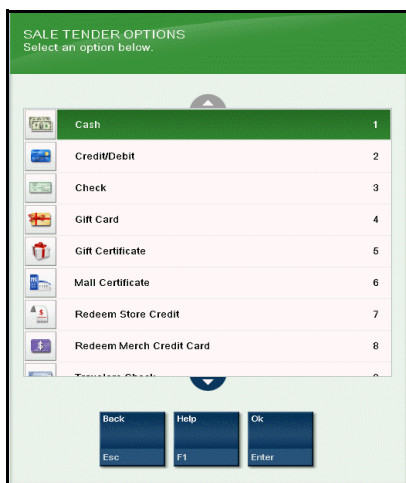 SALE TENDER OPTIONS
Select an option below.
Cash 1
Credit/Debit 2
Check 3
Gift Card 4
Gift Certificate 5
Mall Certificate 6
Redeem Store Credit 7
Redeem Merch Credit Card 8
Back Help Ok
Esc F1 Enter